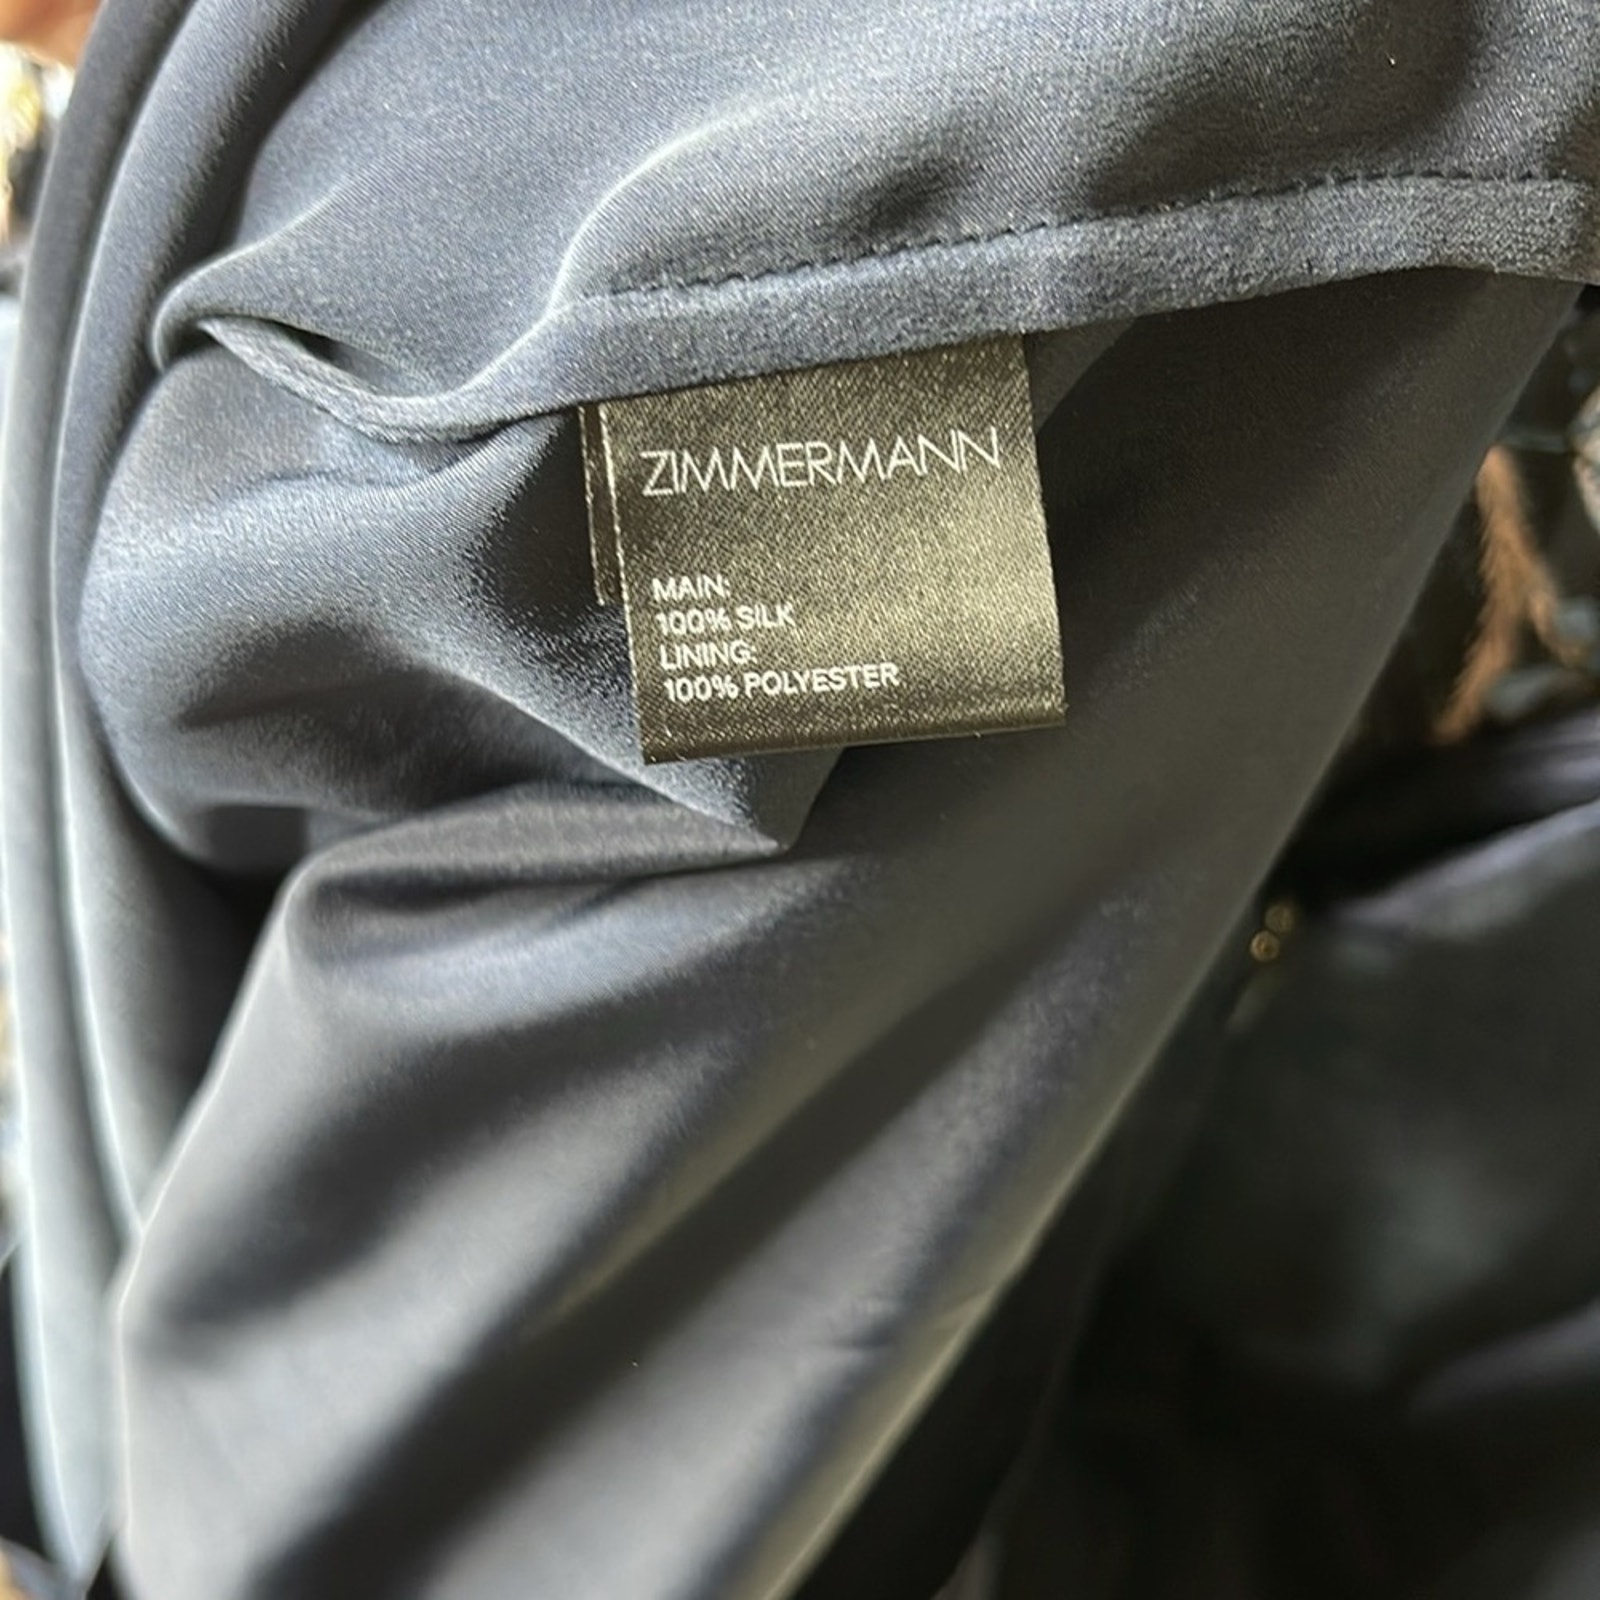 ZIMMERMANN
MAIN:
100% SILK
LINING:
100% POLYESTER